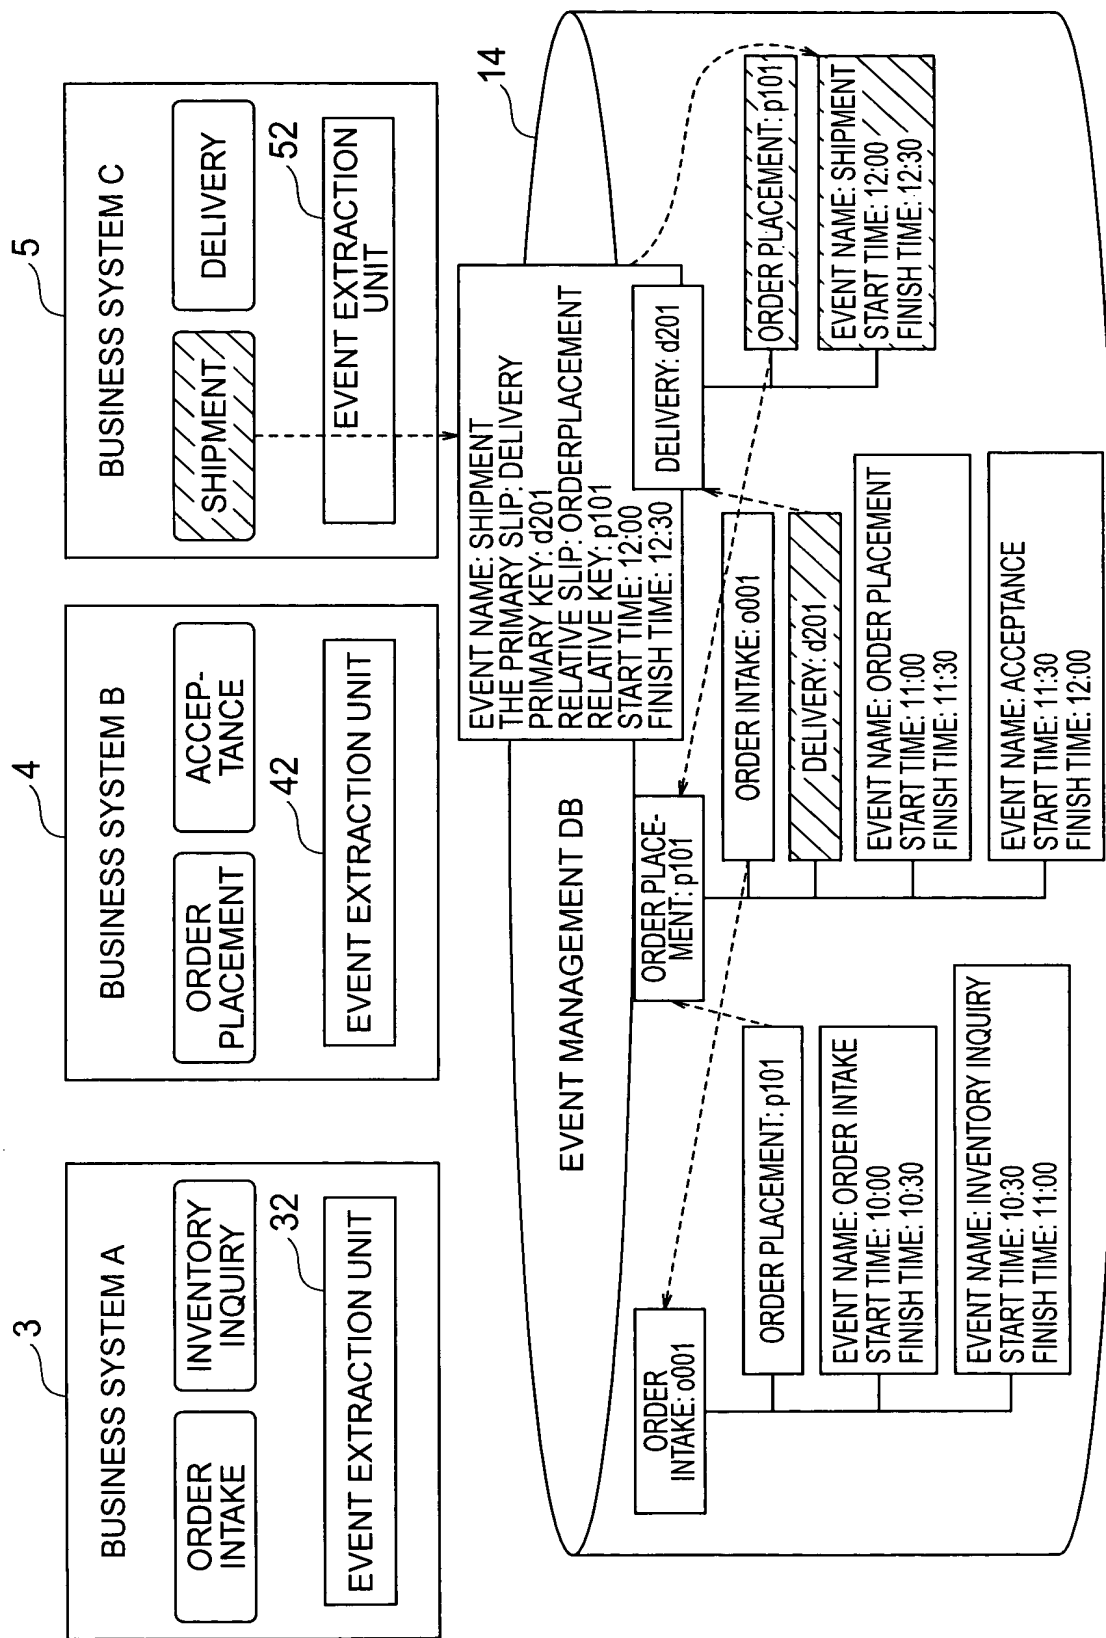 3
BUSINESS SYSTEM A
ORDER
INTAKE
INVENTORY
INQUIRY
32
EVENT EXTRACTION UNIT
4
BUSINESS SYSTEM B
ORDER
PLACEMENT
ACCEP-
TANCE
42
EVENT EXTRACTION UNIT
5
BUSINESS SYSTEM C
SHIPMENT
DELIVERY
52
EVENT EXTRACTION
UNIT
EVENT NAME: SHIPMENT
THE PRIMARY SLIP: DELIVERY
PRIMARY KEY: d201
RELATIVE SLIP: ORDERPLACEMENT
RELATIVE KEY: p101
START TIME: 12:00
FINISH TIME: 12:30
14
EVENT MANAGEMENT DB
ORDER
INTAKE: o001
ORDER PLACEMENT: p101
EVENT NAME: ORDER INTAKE
START TIME: 10:00
FINISH TIME: 10:30
EVENT NAME: INVENTORY INQUIRY
START TIME: 10:30
FINISH TIME: 11:00
ORDER PLACE-
MENT: p101
ORDER INTAKE: o001
DELIVERY: d201
EVENT NAME: ORDER PLACEMENT
START TIME: 11:00
FINISH TIME: 11:30
EVENT NAME: ACCEPTANCE
START TIME: 11:30
FINISH TIME: 12:00
DELIVERY: d201
ORDER PLACEMENT: p101
EVENT NAME: SHIPMENT
START TIME: 12:00
FINISH TIME: 12:30